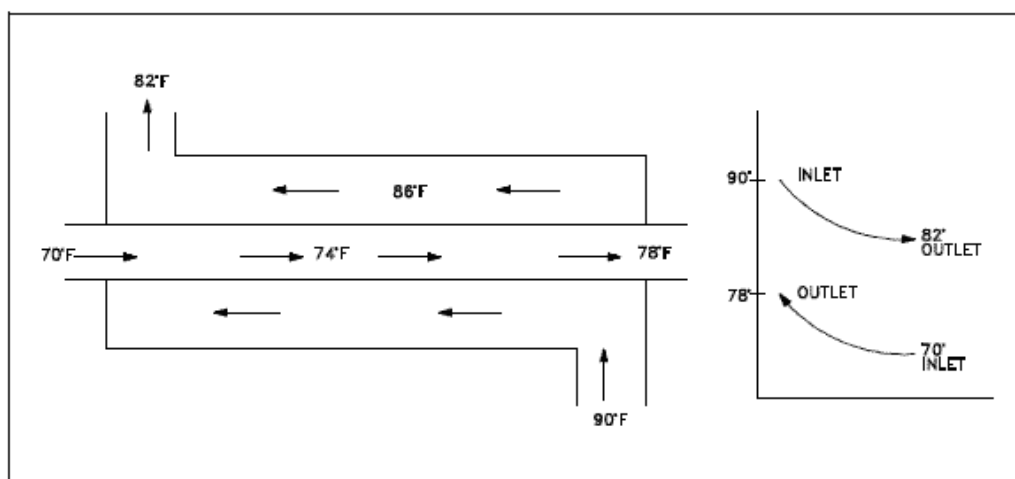 82°F
86°F
70°F
74°F
78°F
90°F
90°
INLET
82°
OUTLET
78°
OUTLET
70°
INLET